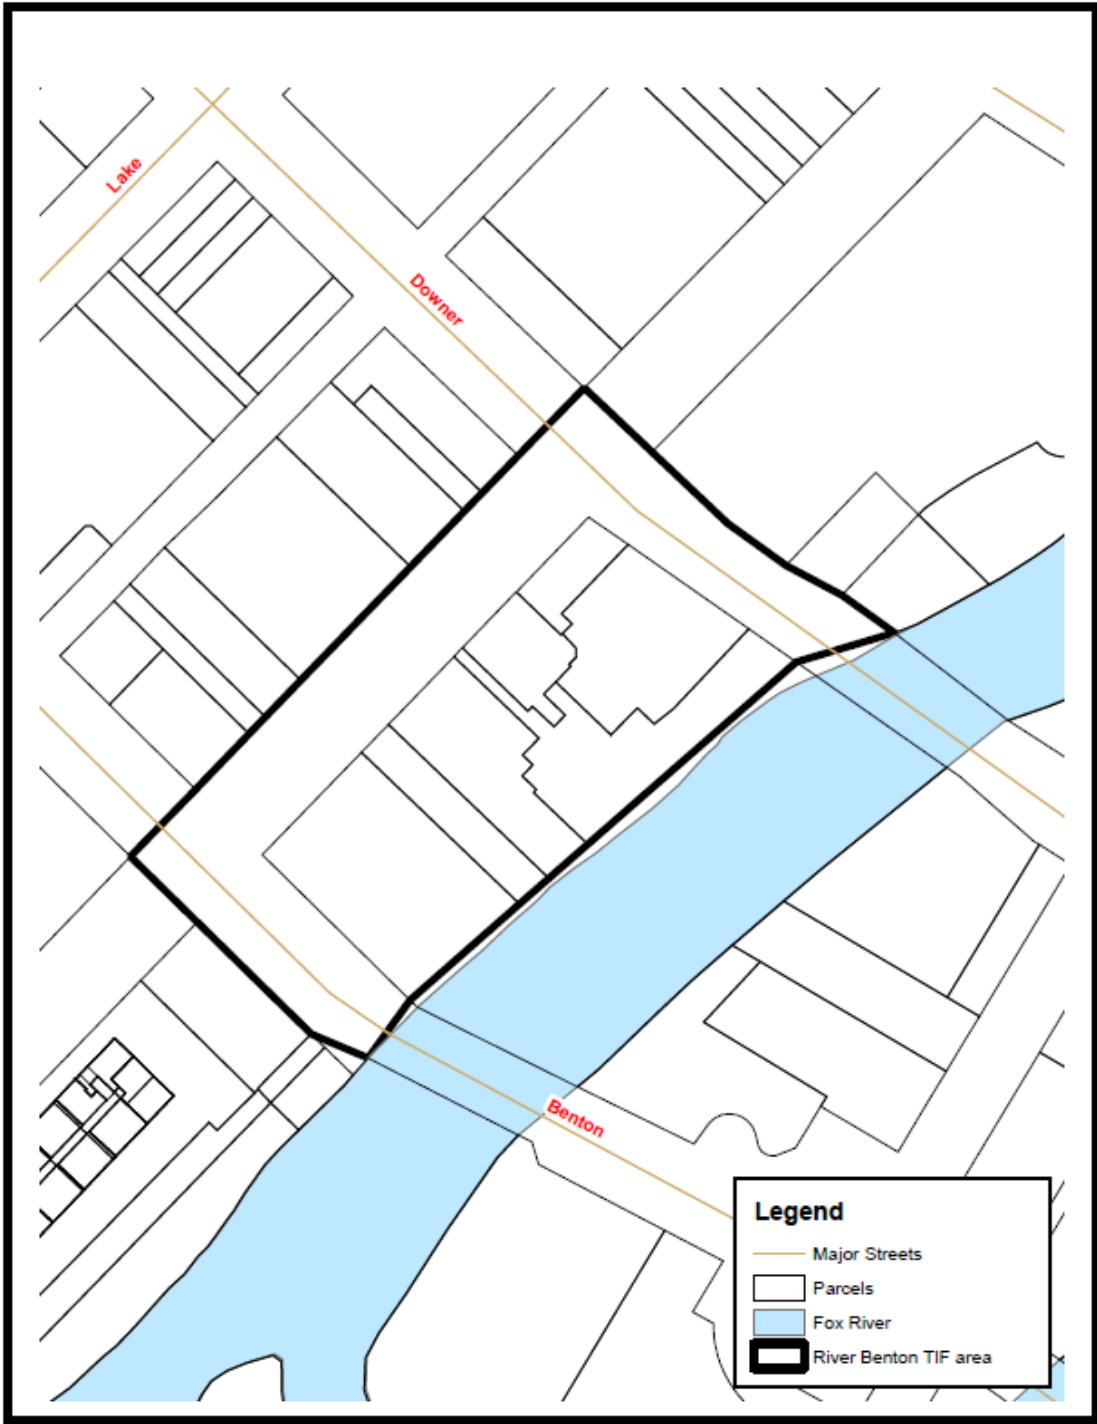 Lake
Downer
Benton
Legend
Major Streets
Parcels
Fox River
River Benton TIF area